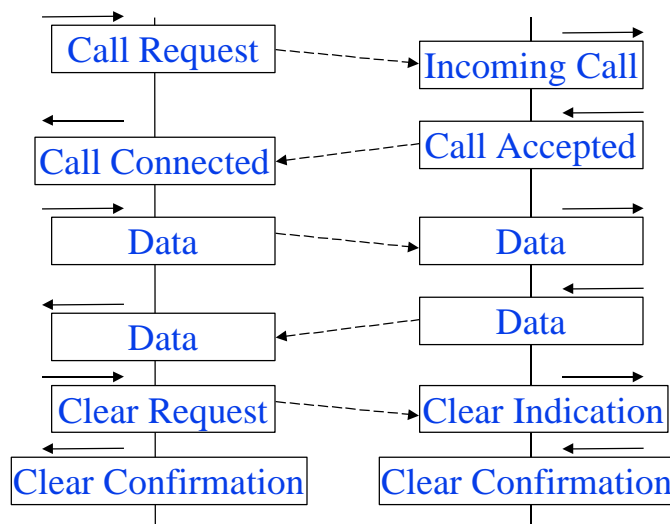 Call Request
Incoming Call
Call Connected
Call Accepted
Data
Data
Data
Data
Clear Request
Clear Indication
Clear Confirmation
Clear Confirmation